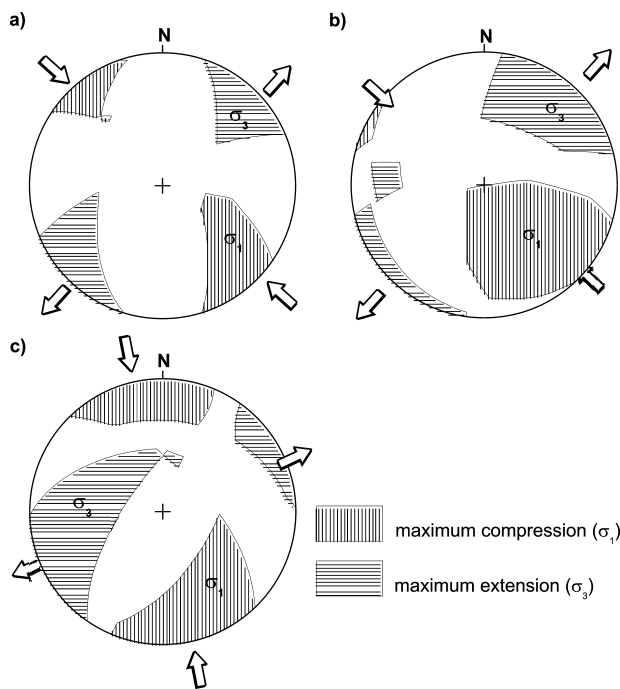 a)
N
σ3
σ1
b)
N
σ3
σ1
c)
N
σ3
σ1
maximum compression (σ1)
maximum extension (σ3)